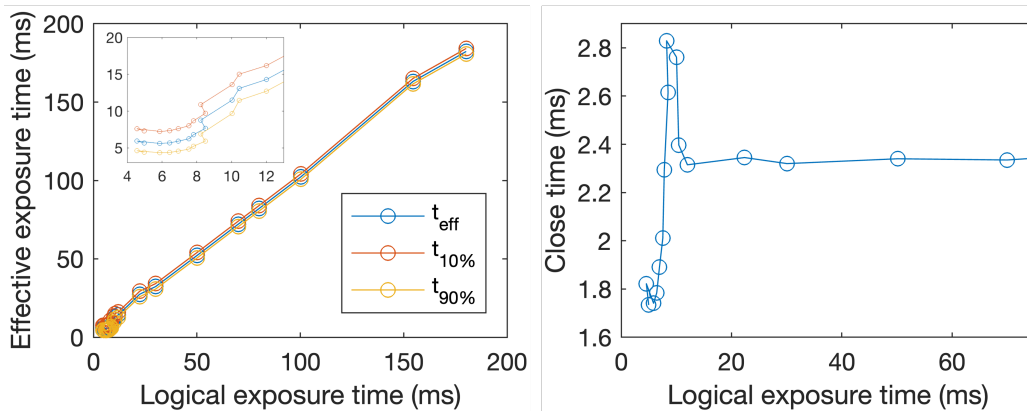 200
150
100
50
0
Effective exposure time (ms)
20
15
10
5
4 6 8 10 12
t_eff
t_10%
t_90%
0 50 100 150 200
Logical exposure time (ms)
2.8
2.6
2.4
2.2
2
1.8
1.6
Close time (ms)
0 20 40 60
Logical exposure time (ms)